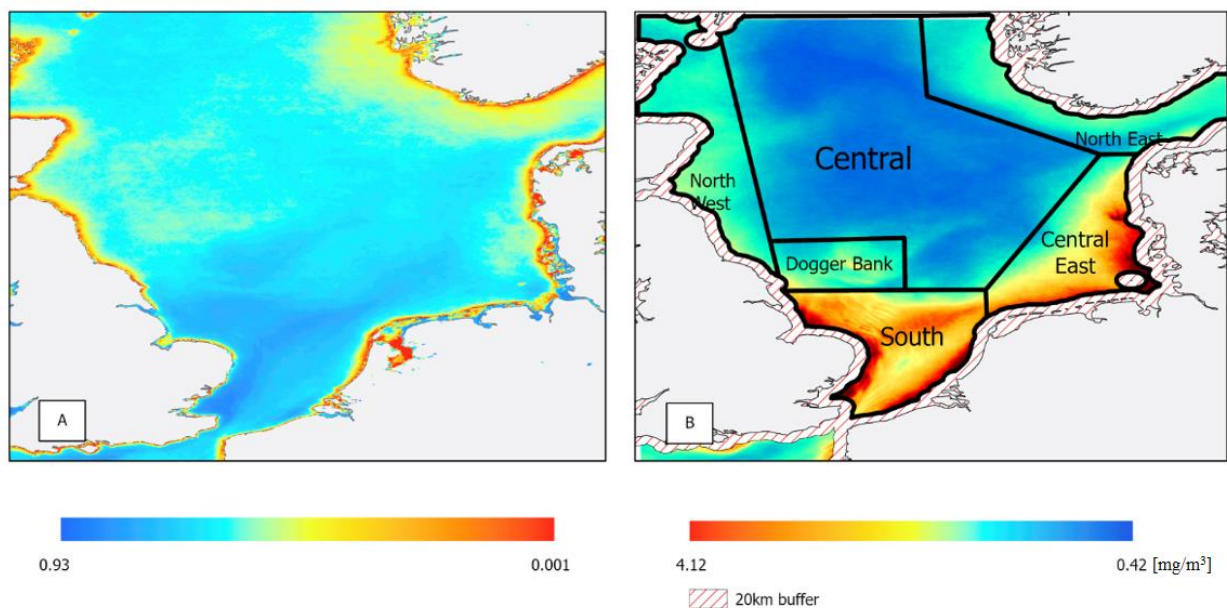 Central
North East
North
West
Central
East
Dogger Bank
South
A
B
0.93
0.001
4.12
0.42 [mg/m³]
20km buffer